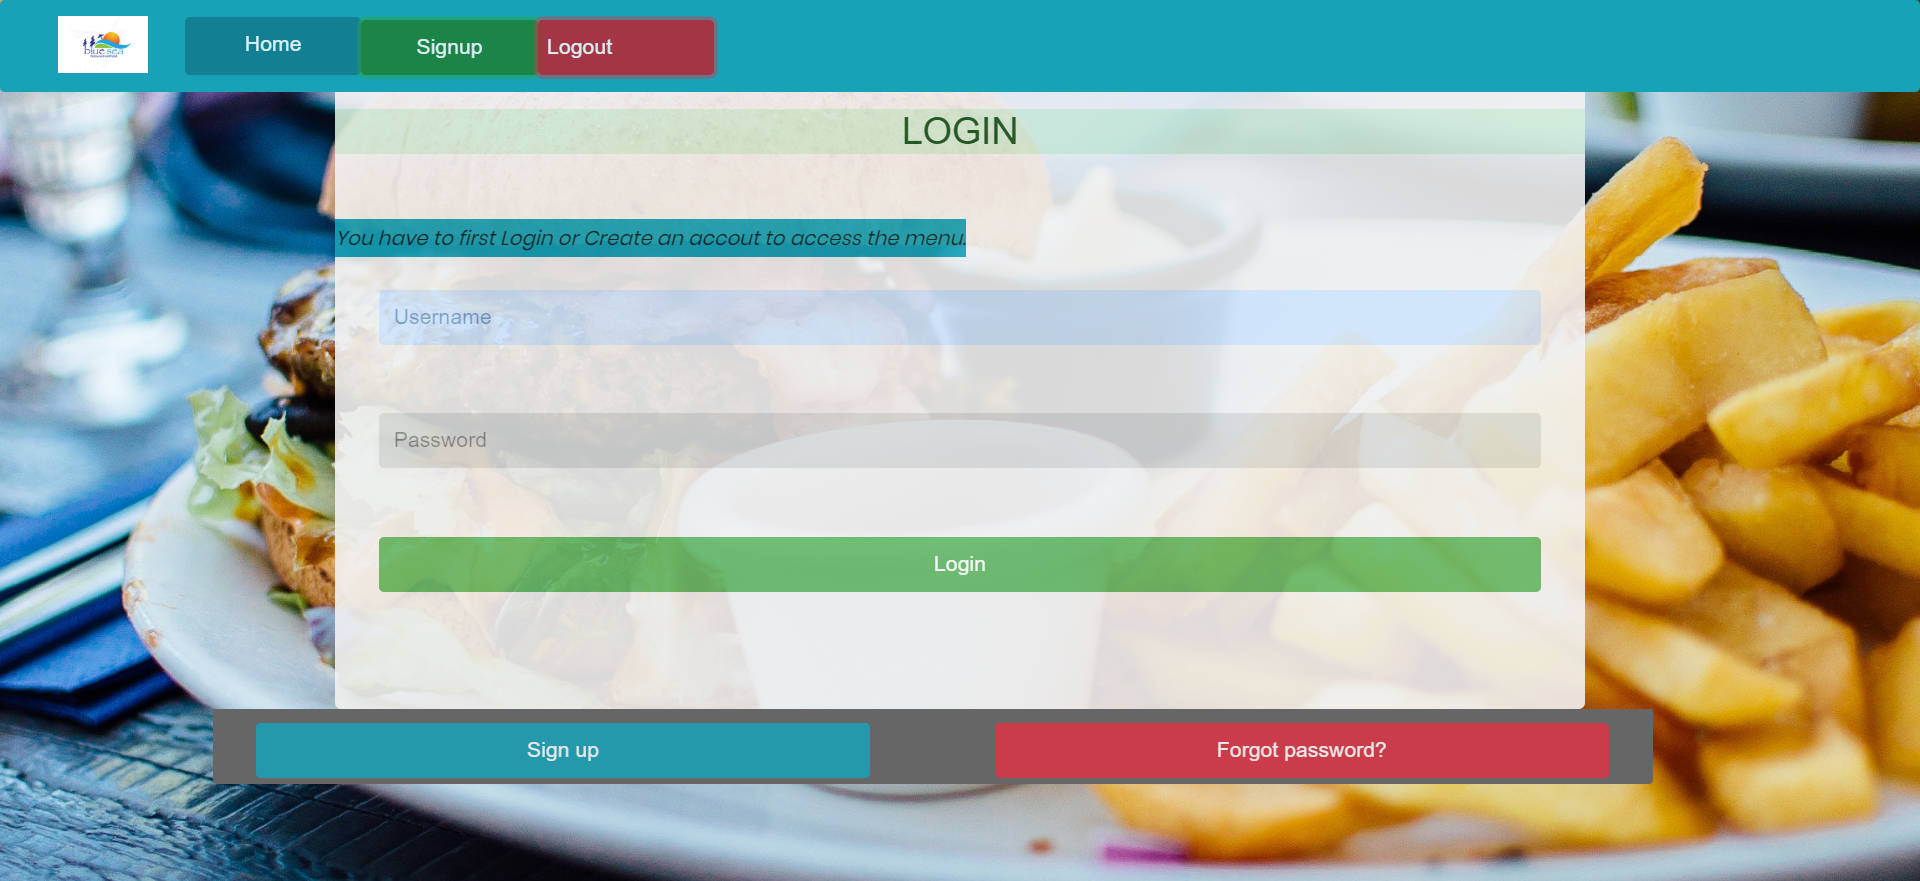 blue sea
Home
Signup
Logout
LOGIN
You have to first Login or Create an accout to access the menu.
Username
Password
Login
Sign up
Forgot password?